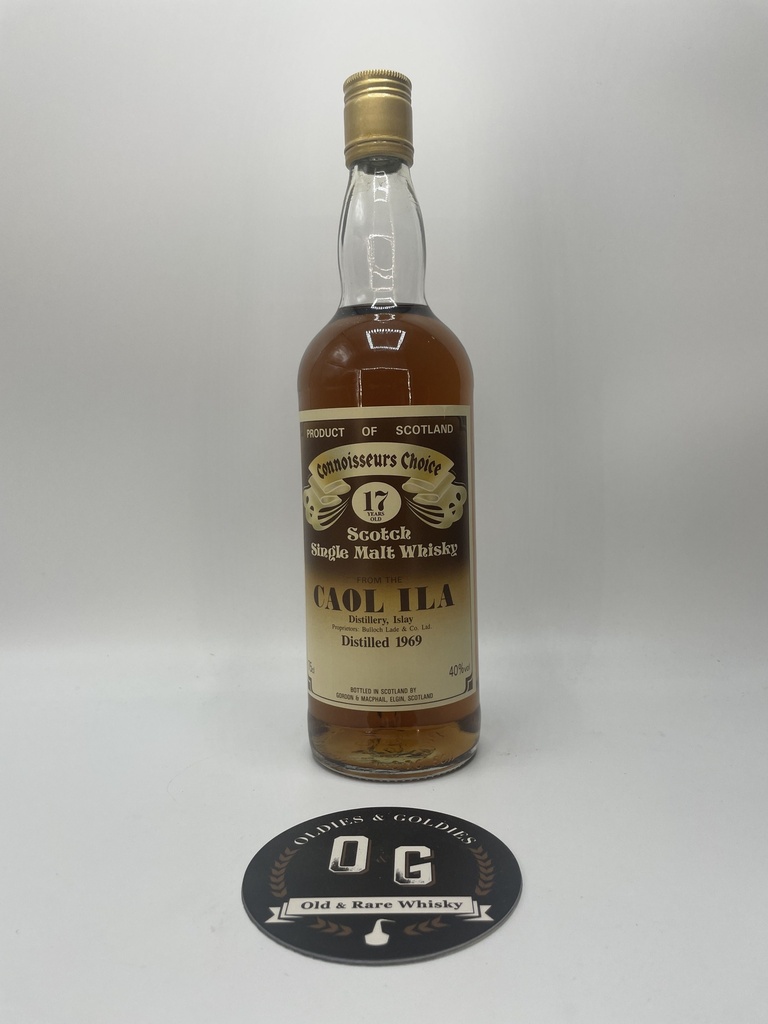 PRODUCT OF SCOTLAND
Connoisseurs Choice
17
YEARS
OLD
Scotch
Single Malt Whisky
FROM THE
CAOL ILA
Distillery, Islay
Proprietors: Bulloch Lade & Co. Ltd.
Distilled 1969
40%vol
BOTTLED IN SCOTLAND BY
GORDON & MACPHAIL, ELGIN, SCOTLAND
OLDIES & GOLDIES
O&G
Old & Rare Whisky